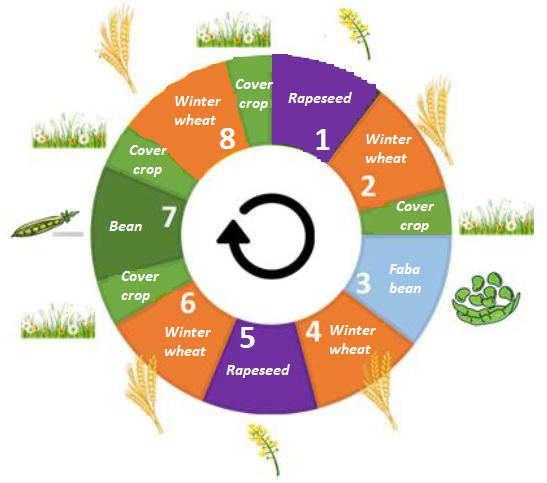 Rapeseed
1
Winter
wheat
2
Cover
crop
3
Faba
bean
4
Winter
wheat
5
Rapeseed
6
Winter
wheat
Cover
crop
7
Bean
Cover
crop
Winter
wheat
8
Cover
crop